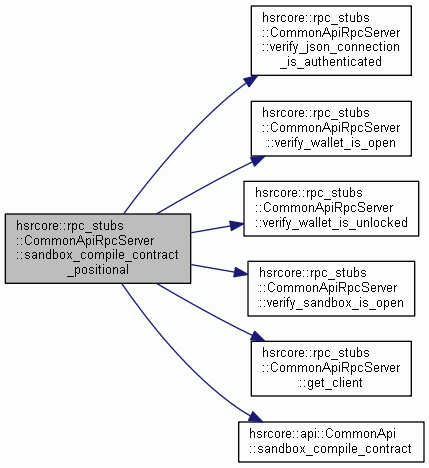 hsrcore::rpc_stubs
::CommonApiRpcServer
::sandbox_compile_contract
_positional
hsrcore::rpc_stubs
::CommonApiRpcServer
::verify_json_connection
_is_authenticated
hsrcore::rpc_stubs
::CommonApiRpcServer
::verify_wallet_is_open
hsrcore::rpc_stubs
::CommonApiRpcServer
::verify_wallet_is_unlocked
hsrcore::rpc_stubs
::CommonApiRpcServer
::verify_sandbox_is_open
hsrcore::rpc_stubs
::CommonApiRpcServer
::get_client
hsrcore::api::CommonApi
::sandbox_compile_contract